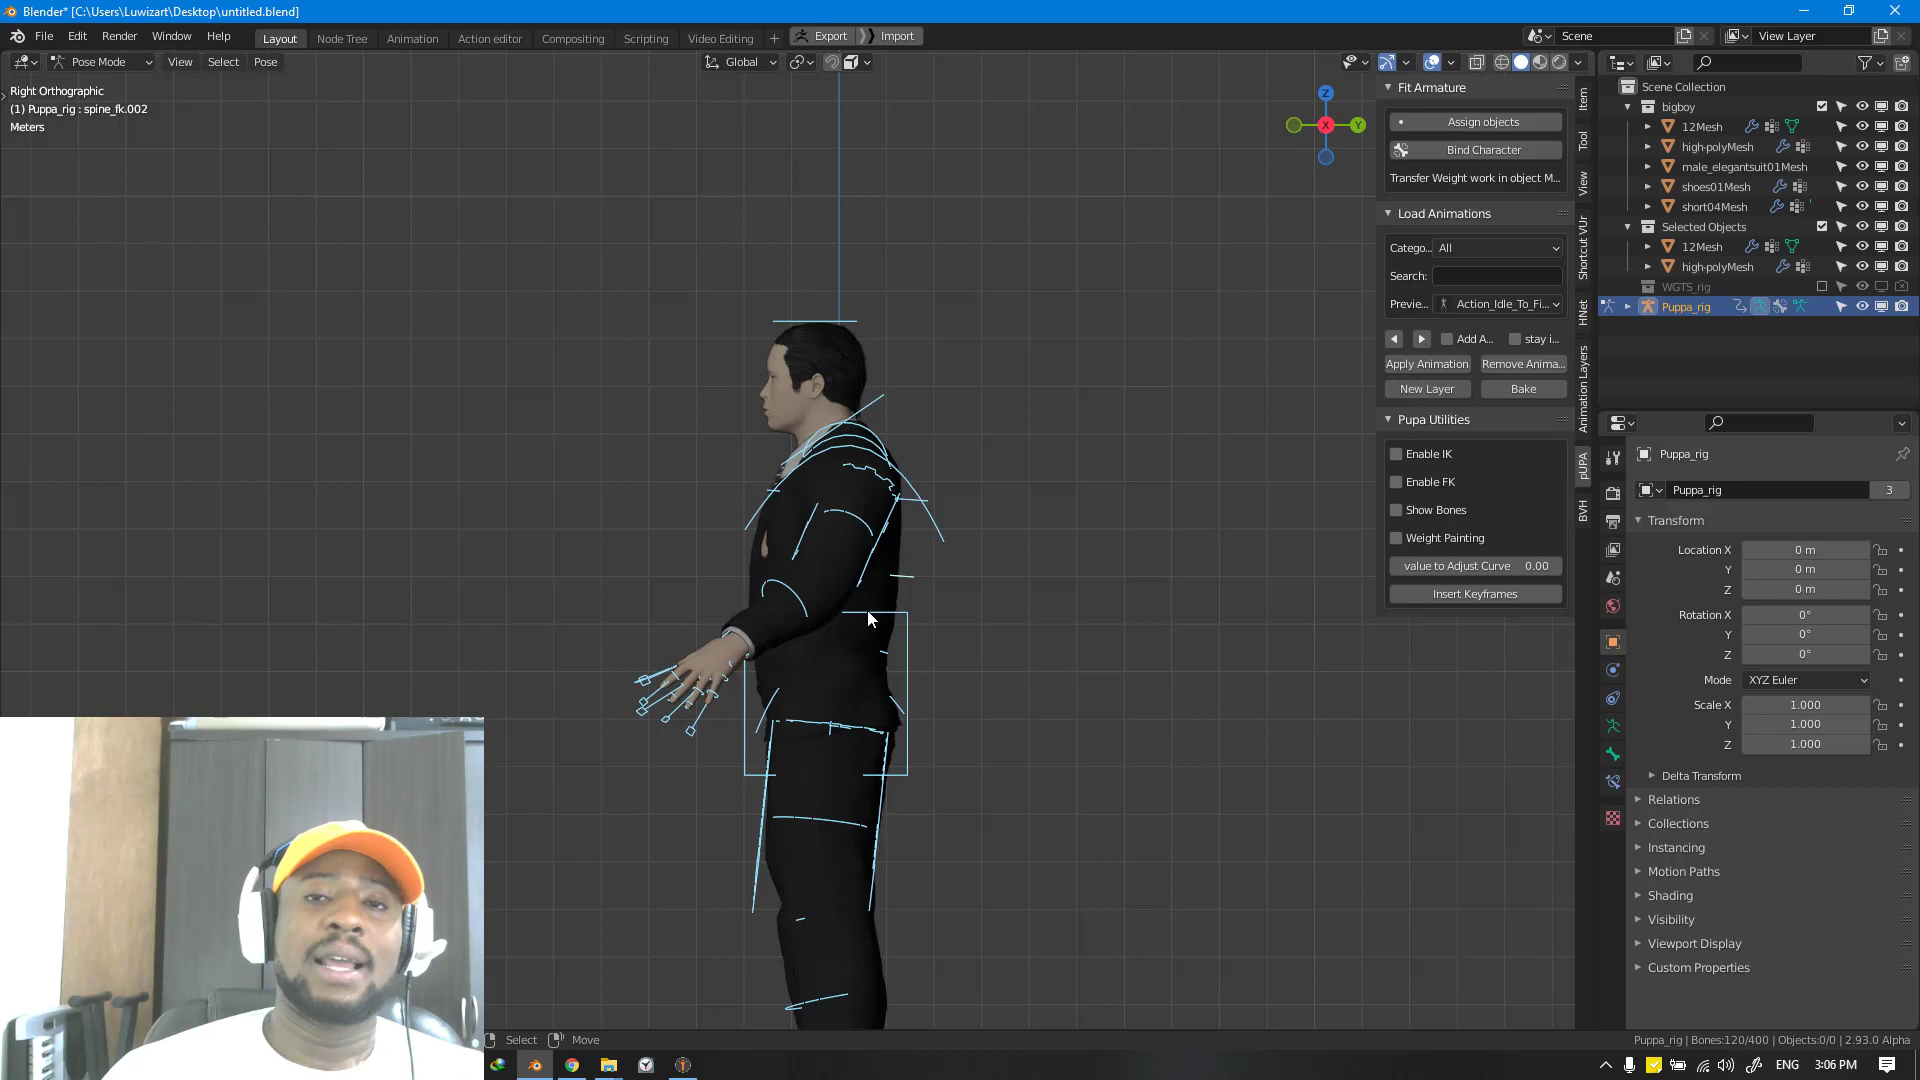 Blender* [C:\Users\Luwizart\Desktop\untitled.blend]
File Edit Render Window Help
Layout Node Tree Animation Action editor Compositing Scripting Video Editing
Export Import
Scene
View Layer
Pose Mode View Select Pose
Global
Right Orthographic
(1) Puppa_rig : spine_fk.002
Meters
Z
X
Y
Fit Armature
Assign objects
Bind Character
Transfer Weight work in object M...
Load Animations
Catego... All
Search:
Previe... Action_Idle_To_Fi...
Add A... stay i...
Apply Animation Remove Anima...
New Layer Bake
Pupa Utilities
Enable IK
Enable FK
Show Bones
Weight Painting
value to Adjust Curve 0.00
Insert Keyframes
Item
Tool
View
Shortcut VUr
HNet
Animation Layers
pUPA
BVH
Scene Collection
bigboy
12Mesh
high-polyMesh
male_elegantsuit01Mesh
shoes01Mesh
short04Mesh
Selected Objects
12Mesh
high-polyMesh
WGTS_rig
Puppa_rig
Puppa_rig
Puppa_rig 3
Transform
Location X 0 m
Y 0 m
Z 0 m
Rotation X 0°
Y 0°
Z 0°
Mode XYZ Euler
Scale X 1.000
Y 1.000
Z 1.000
Delta Transform
Relations
Collections
Instancing
Motion Paths
Shading
Visibility
Viewport Display
Custom Properties
Select Move
Puppa_rig | Bones:120/400 | Objects:0/0 | 2.93.0 Alpha
ENG 3:06 PM